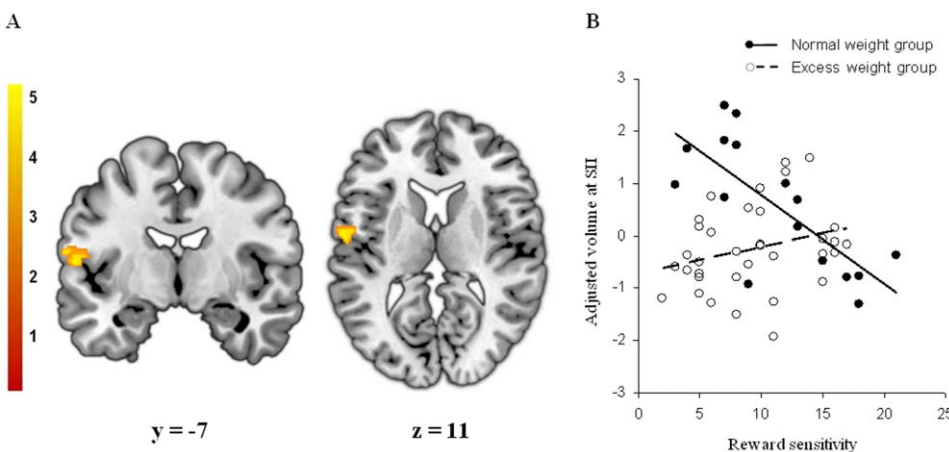 A
5
4
3
2
1
y = -7
z = 11
B
Normal weight group
Excess weight group
3
2
1
0
-1
-2
-3
Adjusted volume at SII
0
5
10
15
20
25
Reward sensitivity